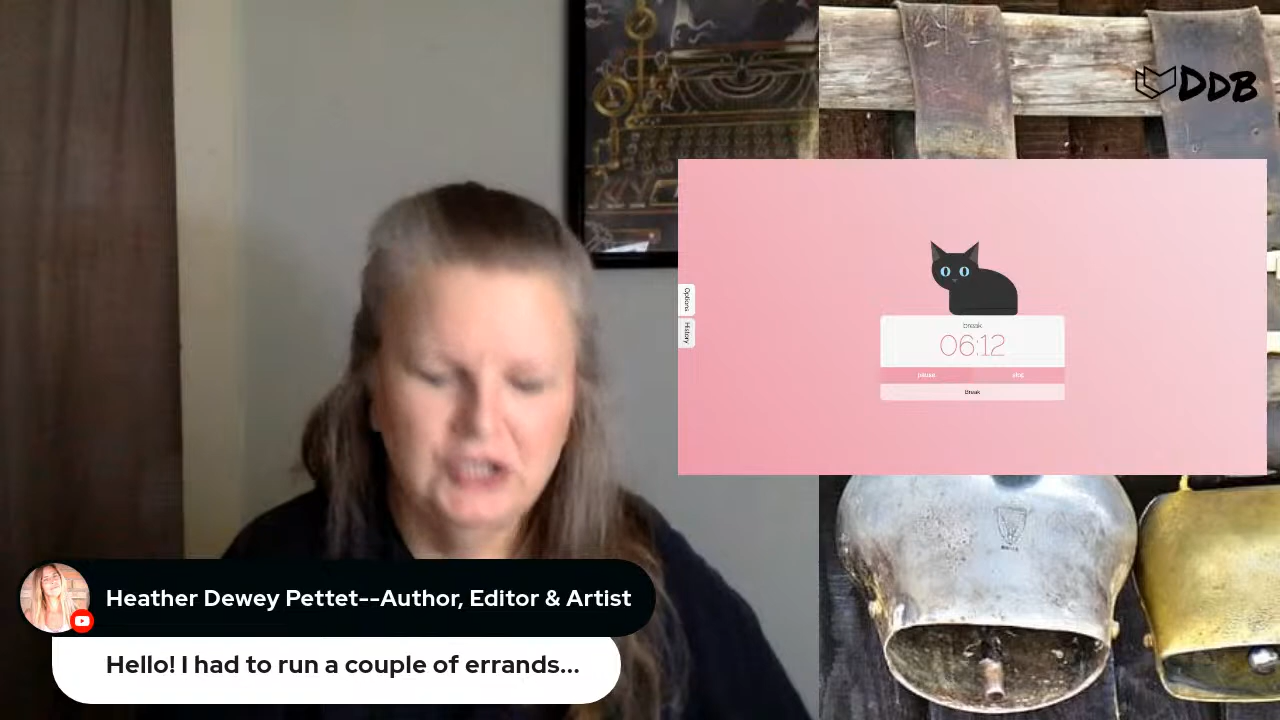 DDB
Options
History
break
06:12
pause
stop
Break
Heather Dewey Pettet--Author, Editor & Artist
Hello! I had to run a couple of errands...